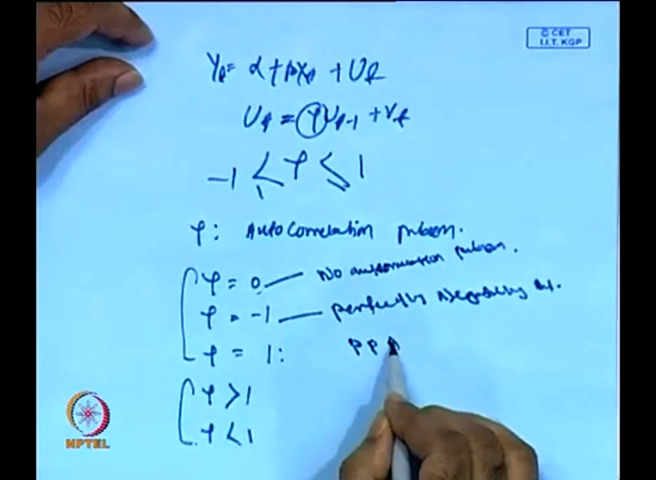 © CET
I.I.T. KGP
Yt = α + βXt + Ut
Ut = φUt-1 + Vt
-1 < φ < 1
φ: AutoCorrelation problem.
φ = 0 — No autocorrelation problem.
φ = -1 — perfectly Negatively
φ = 1: PPA
φ > 1
φ < 1
NPTEL